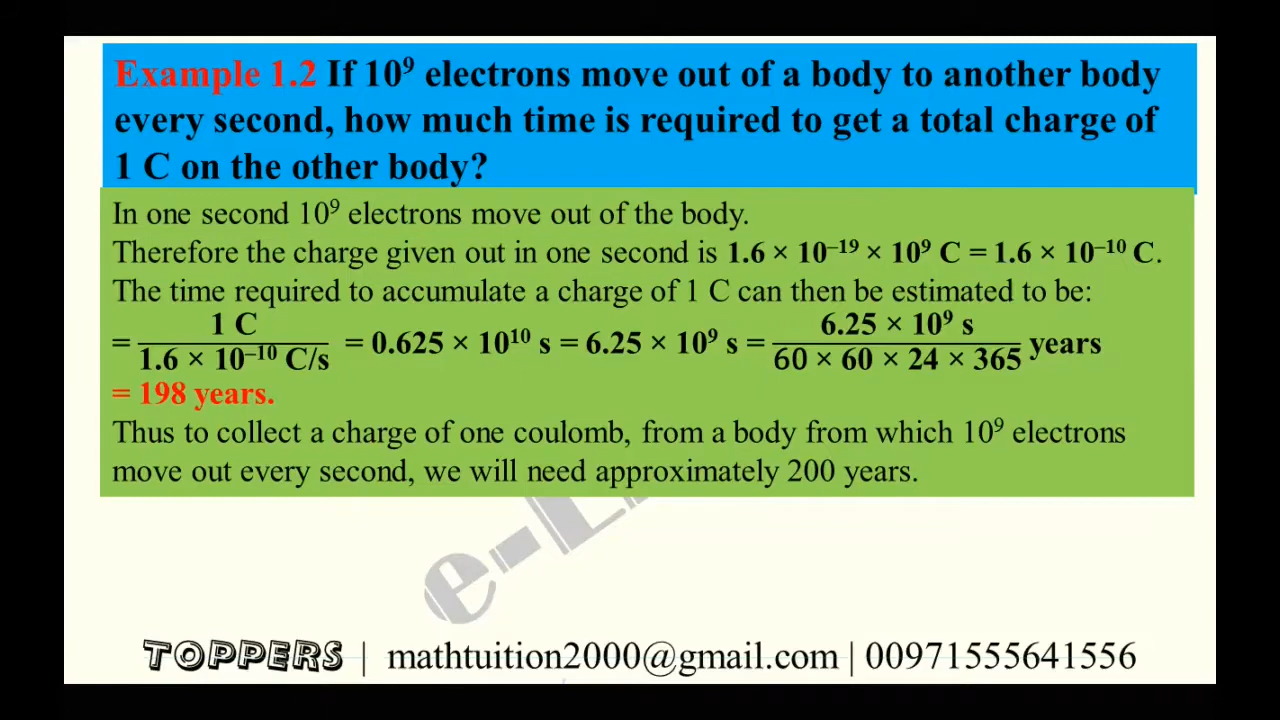 Example 1.2 If 10⁹ electrons move out of a body to another body
every second, how much time is required to get a total charge of
1 C on the other body?
In one second 10⁹ electrons move out of the body.
Therefore the charge given out in one second is 1.6 × 10⁻¹⁹ × 10⁹ C = 1.6 × 10⁻¹⁰ C.
The time required to accumulate a charge of 1 C can then be estimated to be:
= 1 C / 1.6 × 10⁻¹⁰ C/s = 0.625 × 10¹⁰ s = 6.25 × 10⁹ s = 6.25 × 10⁹ s / 60 × 60 × 24 × 365 years
= 198 years.
Thus to collect a charge of one coulomb, from a body from which 10⁹ electrons
move out every second, we will need approximately 200 years.
e-
TOPPERS | mathtuition2000@gmail.com | 00971555641556